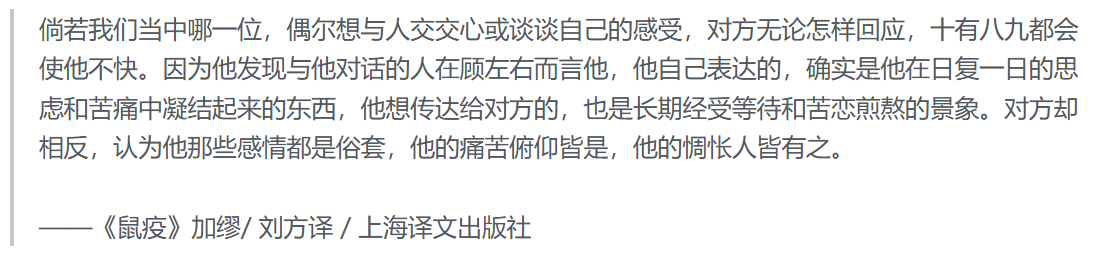 倘若我们当中哪一位，偶尔想与人交交心或谈谈自己的感受，对方无论怎样回应，十有八九都会
使他不快。因为他发现与他对话的人在顾左右而言他，他自己表达的，确实是他在日复一日的思
虑和苦痛中凝结起来的东西，他想传达给对方的，也是长期经受等待和苦恋煎熬的景象。对方却
相反，认为他那些感情都是俗套，他的痛苦俯仰皆是，他的惆怅人皆有之。
——《鼠疫》加缪/ 刘方译 / 上海译文出版社